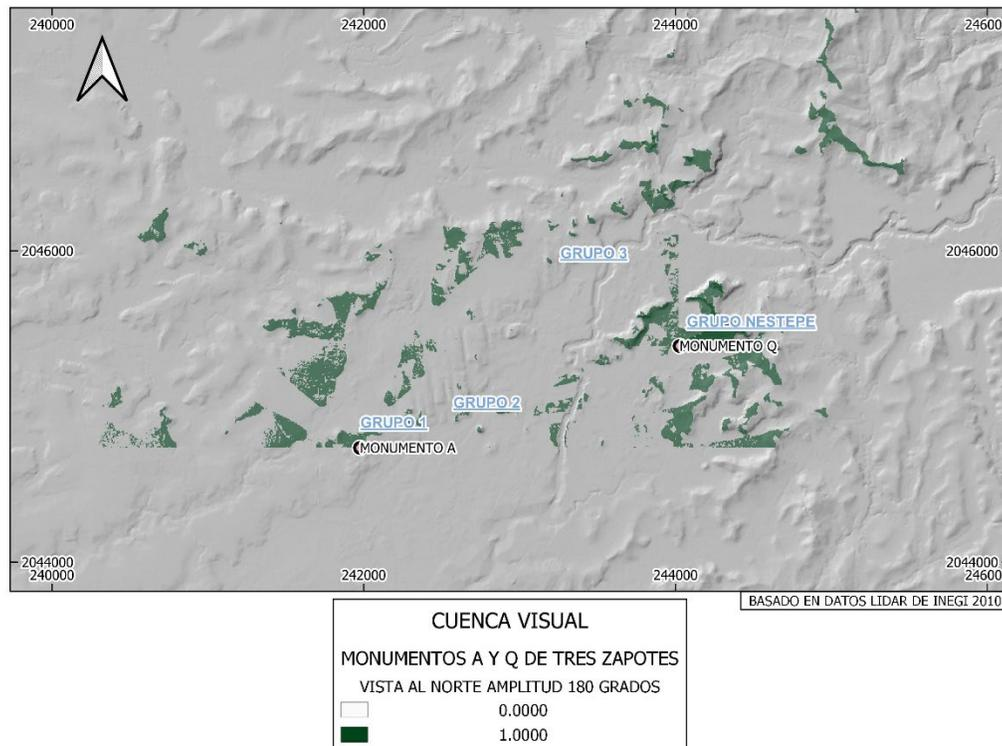 240000 242000 244000 246000
2046000 2046000
GRUPO 3
GRUPO NESTEPE
MONUMENTO Q
GRUPO 2
GRUPO 1
MONUMENTO A
2044000 2044000
240000 242000 244000 246000
BASADO EN DATOS LIDAR DE INEGI 2010
CUENCA VISUAL
MONUMENTOS A Y Q DE TRES ZAPOTES
VISTA AL NORTE AMPLITUD 180 GRADOS
0.0000
1.0000